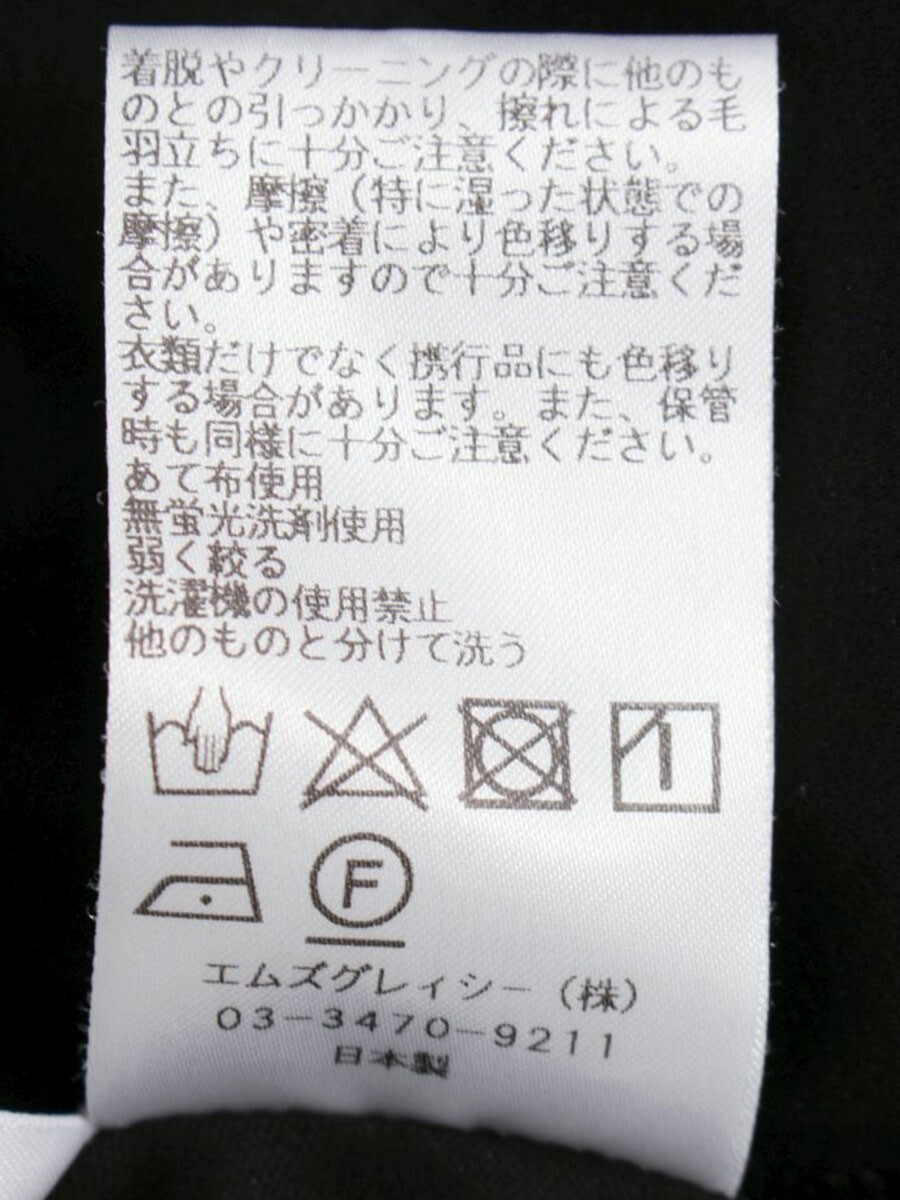 着脱やクリーニングの際に他のも
のとの引っかかり、擦れによる毛
羽立ちに十分ご注意ください。
また、摩擦（特に湿った状態での
摩擦）や密着により色移りする場
合がありますので十分ご注意くだ
さい。
衣類だけでなく携行品にも色移り
する場合があります。また、保管
時も同様に十分ご注意ください。
あて布使用
無蛍光洗剤使用
弱く絞る
洗濯機の使用禁止
他のものと分けて洗う
F
エムズグレイシー（株）
03-3470-9211
日本製